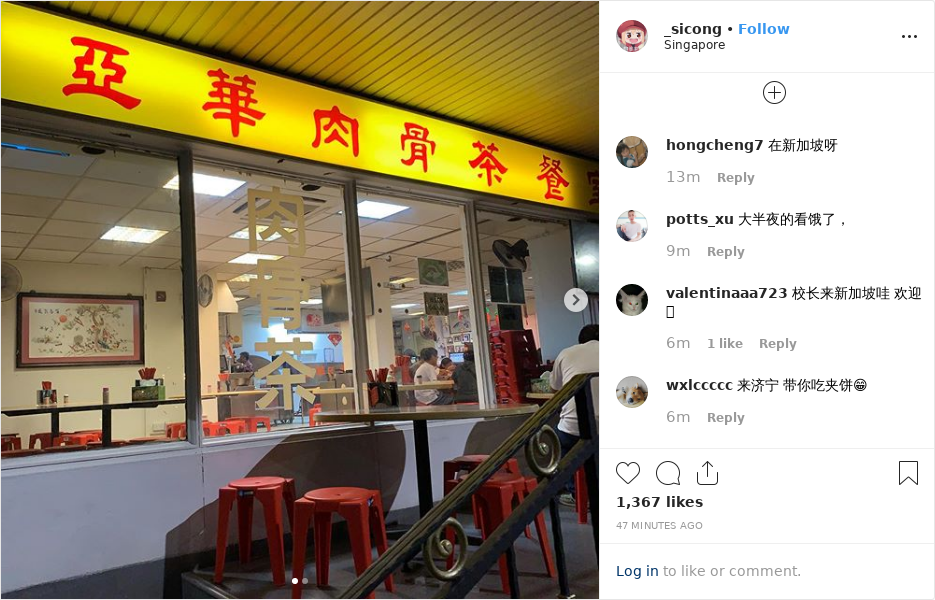 亞華肉骨茶餐室
肉骨茶
_sicong • Follow
Singapore
hongcheng7 在新加坡呀
13m Reply
potts_xu 大半夜的看饿了，
9m Reply
valentinaaa723 校长来新加坡哇 欢迎
6m 1 like Reply
wxlccccc 来济宁 带你吃夹饼😁
6m Reply
1,367 likes
47 MINUTES AGO
Log in to like or comment.